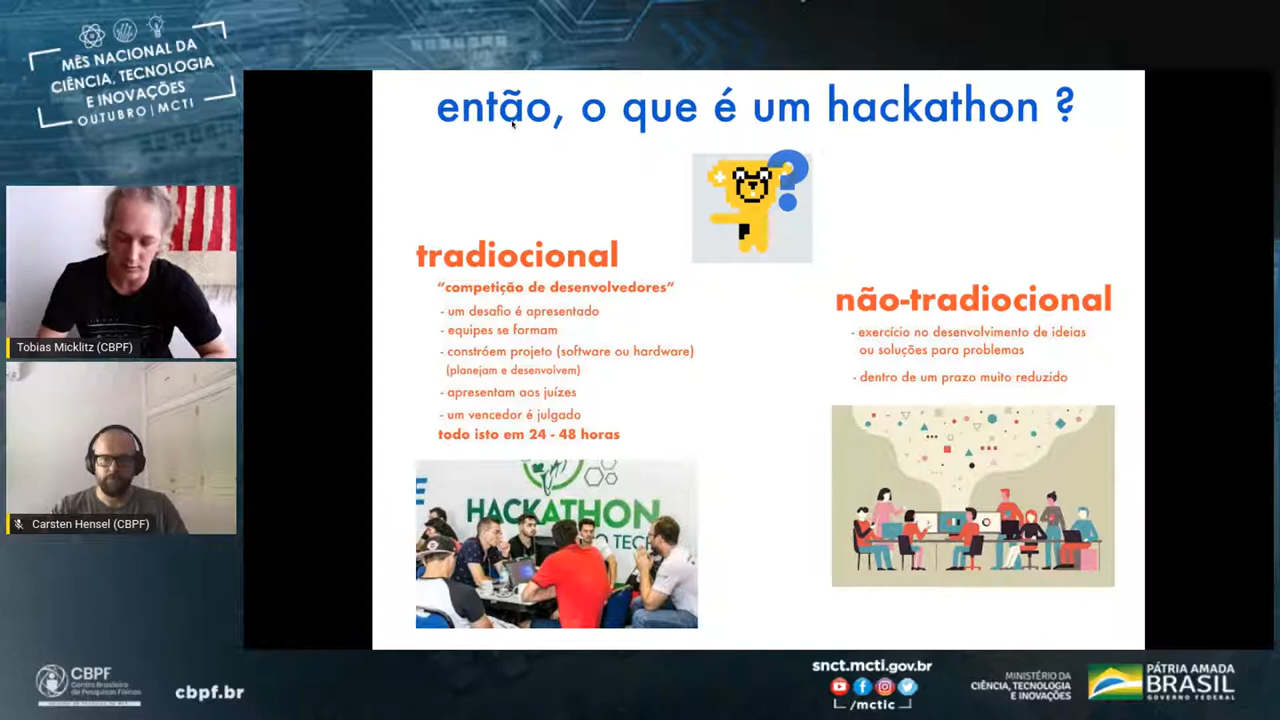 MÊS NACIONAL DA
CIÊNCIA, TECNOLOGIA
E INOVAÇÕES
OUTUBRO | MCTI
então, o que é um hackathon ?
tradiocional
“competição de desenvolvedores”
- um desafio é apresentado
- equipes se formam
- constróem projeto (software ou hardware)
(planejam e desenvolvem)
- apresentam aos juízes
- um vencedor é julgado
todo isto em 24 - 48 horas
HACKATHON
O TEC
não-tradiocional
- exercício no desenvolvimento de ideias
ou soluções para problemas
- dentro de um prazo muito reduzido
Tobias Micklitz (CBPF)
Carsten Hensel (CBPF)
CBPF
Centro Brasileiro
de Pesquisas Físicas
cbpf.br
snct.mcti.gov.br
/mctic
MINISTÉRIO DA
CIÊNCIA, TECNOLOGIA
E INOVAÇÕES
PÁTRIA AMADA
BRASIL
GOVERNO FEDERAL